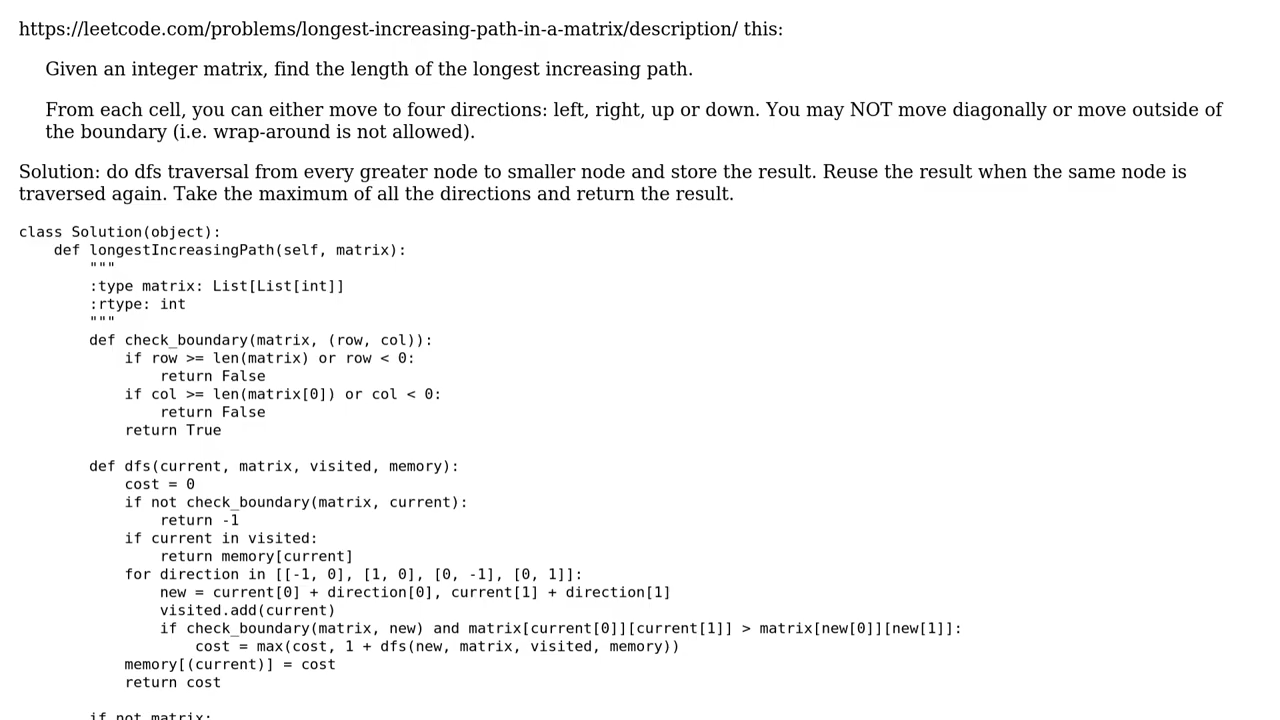 https://leetcode.com/problems/longest-increasing-path-in-a-matrix/description/ this:
Given an integer matrix, find the length of the longest increasing path.
From each cell, you can either move to four directions: left, right, up or down. You may NOT move diagonally or move outside of
the boundary (i.e. wrap-around is not allowed).
Solution: do dfs traversal from every greater node to smaller node and store the result. Reuse the result when the same node is
traversed again. Take the maximum of all the directions and return the result.
class Solution(object):
    def longestIncreasingPath(self, matrix):
        """
        :type matrix: List[List[int]]
        :rtype: int
        """
        def check_boundary(matrix, (row, col)):
            if row >= len(matrix) or row < 0:
                return False
            if col >= len(matrix[0]) or col < 0:
                return False
            return True
        def dfs(current, matrix, visited, memory):
            cost = 0
            if not check_boundary(matrix, current):
                return -1
            if current in visited:
                return memory[current]
            for direction in [[-1, 0], [1, 0], [0, -1], [0, 1]]:
                new = current[0] + direction[0], current[1] + direction[1]
                visited.add(current)
                if check_boundary(matrix, new) and matrix[current[0]][current[1]] > matrix[new[0]][new[1]]:
                    cost = max(cost, 1 + dfs(new, matrix, visited, memory))
            memory[(current)] = cost
            return cost
        if not matrix: